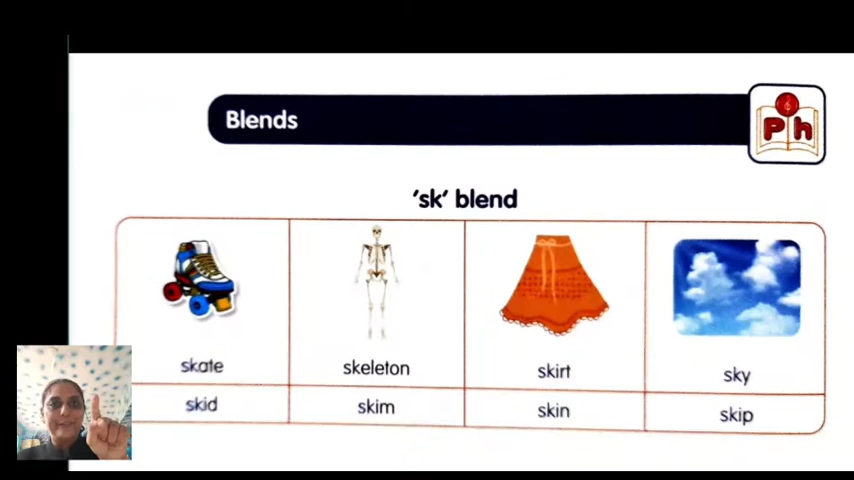 Blends
Ph
'sk' blend
skate skeleton skirt sky
skid skim skin skip